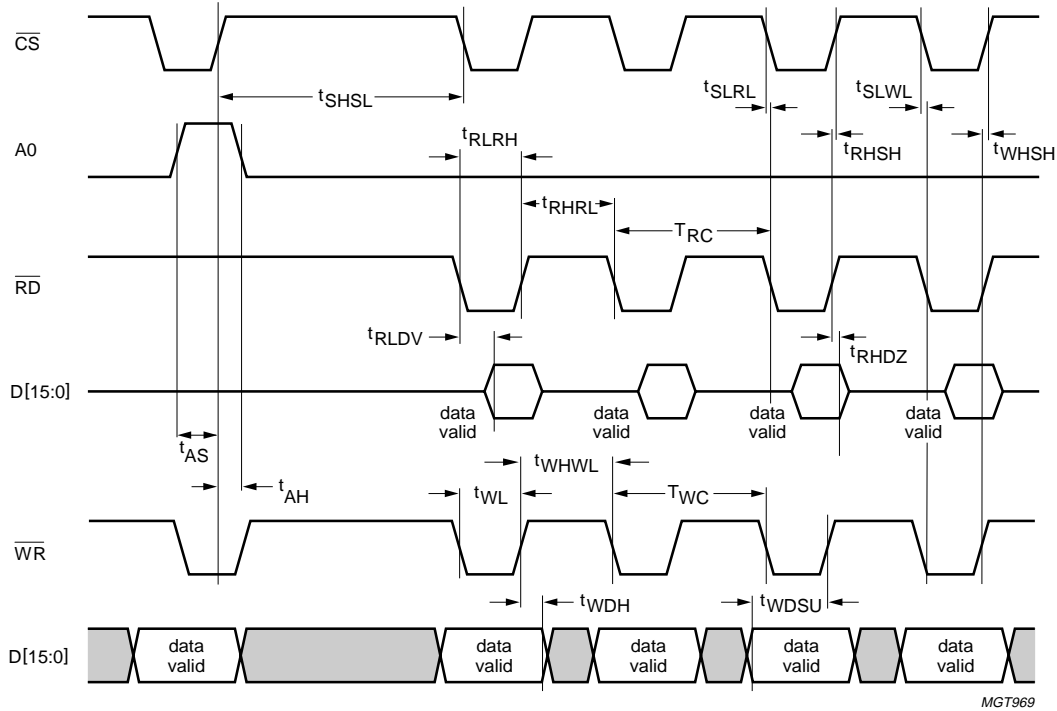 CS
tSHSL
tSLRL
tSLWL
A0
tRLRH
tRHSH
tWHSH
tRHRL
TRC
RD
tRLDV
tRHDZ
D[15:0]
data valid
data valid
data valid
data valid
tAS
tAH
tWHWL
tWL
TWC
WR
tWDH
tWDSU
D[15:0]
data valid
data valid
data valid
data valid
data valid
MGT969